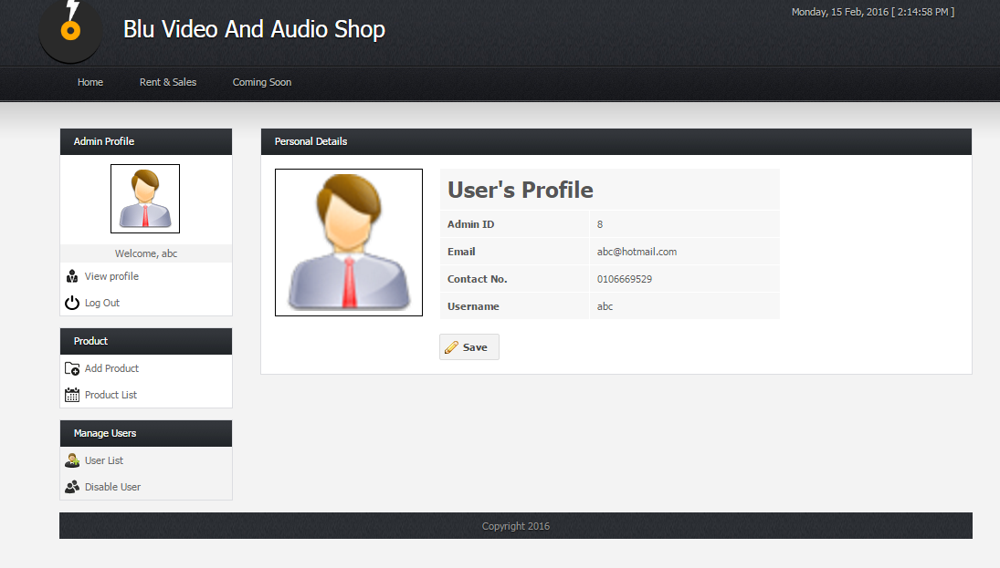 Monday, 15 Feb, 2016 [ 2:14:58 PM ]
Blu Video And Audio Shop
Home Rent & Sales Coming Soon
Admin Profile
Welcome, abc
View profile
Log Out
Product
Add Product
Product List
Manage Users
User List
Disable User
Personal Details
User's Profile
Admin ID 8
Email abc@hotmail.com
Contact No. 0106669529
Username abc
Save
Copyright 2016